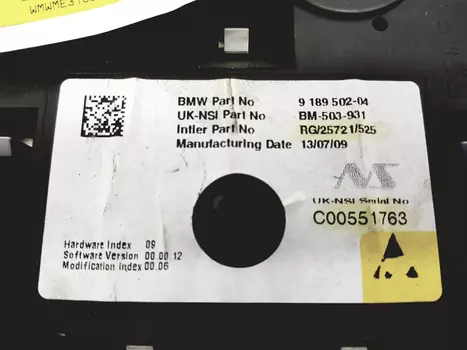 BMW Part No 9 189 502-04
UK-NSI Part No BM-503-931
Intier Part No RG/25721/525
Manufacturing Date 13/07/09
UK-NSI Serial No
C00551763
Hardware Index 09
Software Version 00.00.12
Modification Index 00.06